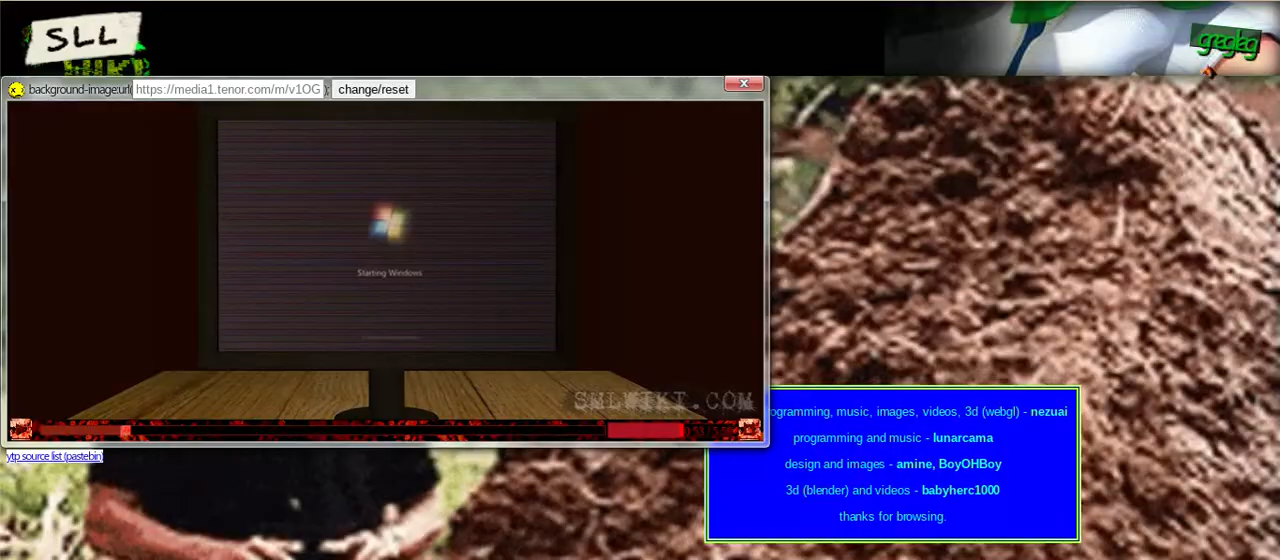 SLL
WIKI
greglag
background-image:url( https://media1.tenor.com/m/v1OG ); change/reset
Starting Windows
SMLWIKI.COM
ytp source list (pastebin)
ogramming, music, images, videos, 3d (webgl) - nezuai
programming and music - lunarcama
design and images - amine, BoyOHBoy
3d (blender) and videos - babyherc1000
thanks for browsing.